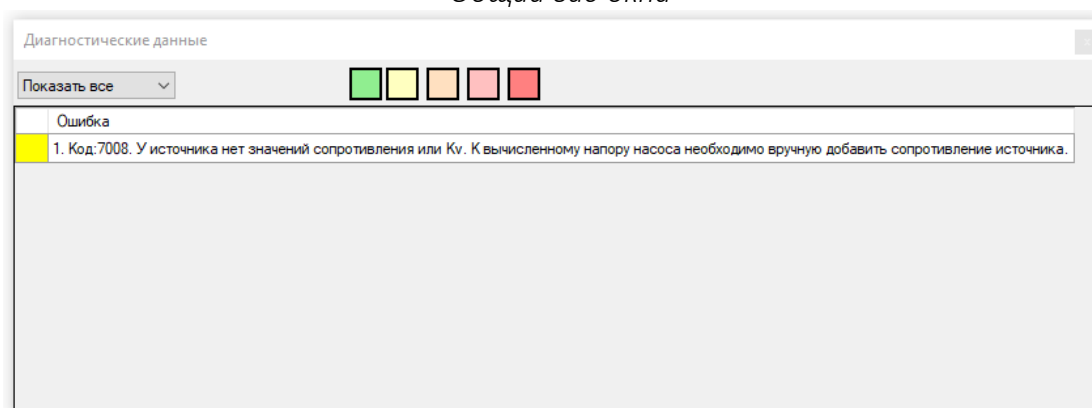 Диагностические данные
Показать все
Ошибка
1. Код:7008. У источника нет значений сопротивления или Kv. К вычисленному напору насоса необходимо вручную добавить сопротивление источника.